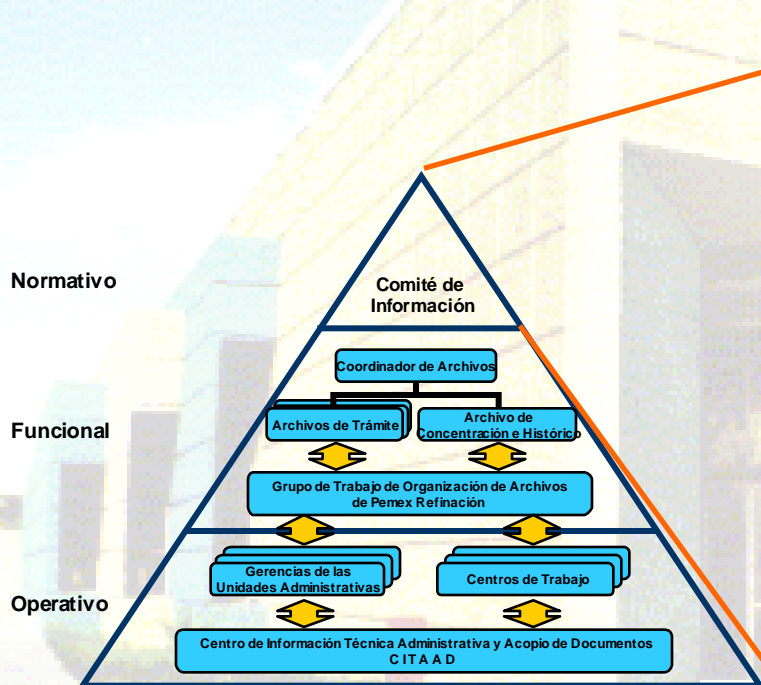 Normativo
Comité de
Información
Coordinador de Archivos
Funcional
Archivos de Trámite
Archivo de
Concentración e Histórico
Grupo de Trabajo de Organización de Archivos
de Pemex Refinación
Gerencias de las
Unidades Administrativas
Centros de Trabajo
Operativo
Centro de Información Técnica Administrativa y Acopio de Documentos
C I T A A D